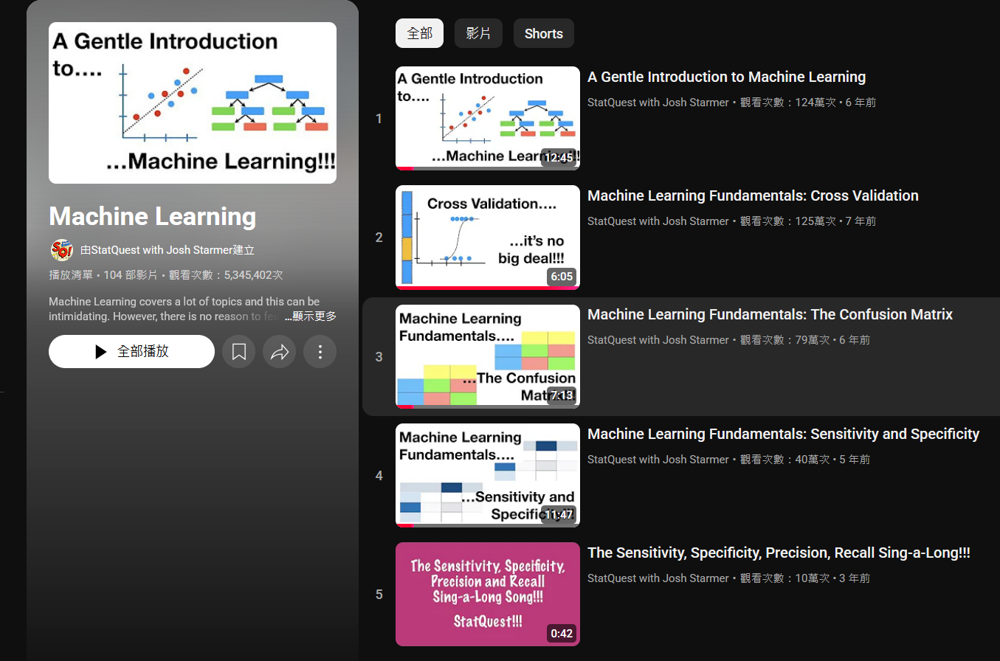 A Gentle Introduction
to....
...Machine Learning!!!
Machine Learning
由StatQuest with Josh Starmer建立
播放清單 • 104 部影片 • 觀看次數：5,345,402次
Machine Learning covers a lot of topics and this can be
intimidating. However, there is no reason to fea ...顯示更多
全部播放
全部 影片 Shorts
1
A Gentle Introduction
to....
...Machine Learning!!!
12:45
A Gentle Introduction to Machine Learning
StatQuest with Josh Starmer • 觀看次數：124萬次 • 6 年前
2
Cross Validation....
...it's no
big deal!!!
6:05
Machine Learning Fundamentals: Cross Validation
StatQuest with Josh Starmer • 觀看次數：125萬次 • 7 年前
3
Machine Learning
Fundamentals....
...The Confusion
Matrix!!!
7:13
Machine Learning Fundamentals: The Confusion Matrix
StatQuest with Josh Starmer • 觀看次數：79萬次 • 6 年前
4
Machine Learning
Fundamentals....
...Sensitivity and
Specificity!!!
11:47
Machine Learning Fundamentals: Sensitivity and Specificity
StatQuest with Josh Starmer • 觀看次數：40萬次 • 5 年前
5
The Sensitivity, Specificity,
Precision and Recall
Sing-a-Long Song!!!
StatQuest!!!
0:42
The Sensitivity, Specificity, Precision, Recall Sing-a-Long!!!
StatQuest with Josh Starmer • 觀看次數：10萬次 • 3 年前